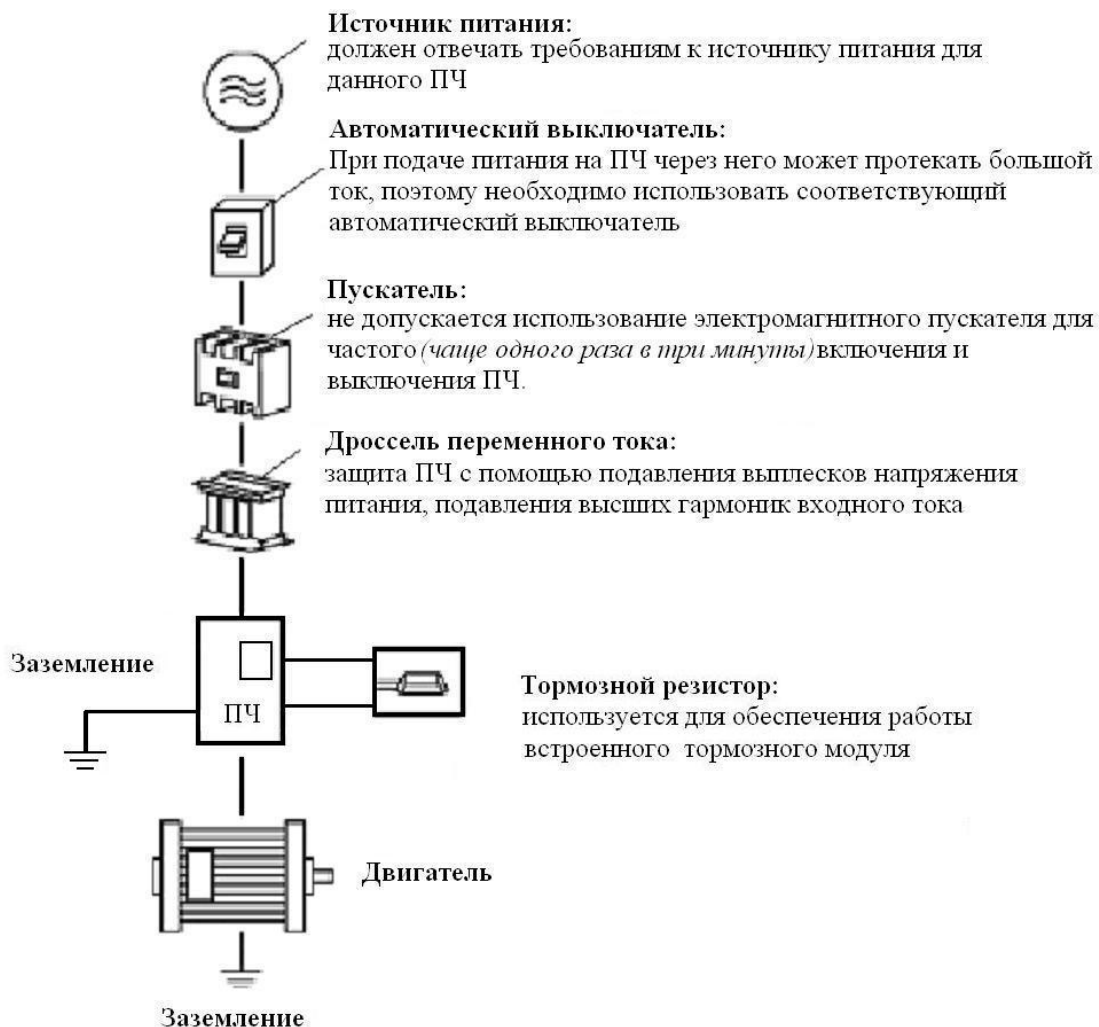 Источник питания:
должен отвечать требованиям к источнику питания для
данного ПЧ
Автоматический выключатель:
При подаче питания на ПЧ через него может протекать большой
ток, поэтому необходимо использовать соответствующий
автоматический выключатель
Пускатель:
не допускается использование электромагнитного пускателя для
частого (чаще одного раза в три минуты) включения и
выключения ПЧ.
Дроссель переменного тока:
защита ПЧ с помощью подавления выплесков напряжения
питания, подавления высших гармоник входного тока
Заземление
ПЧ
Тормозной резистор:
используется для обеспечения работы
встроенного тормозного модуля
Двигатель
Заземление